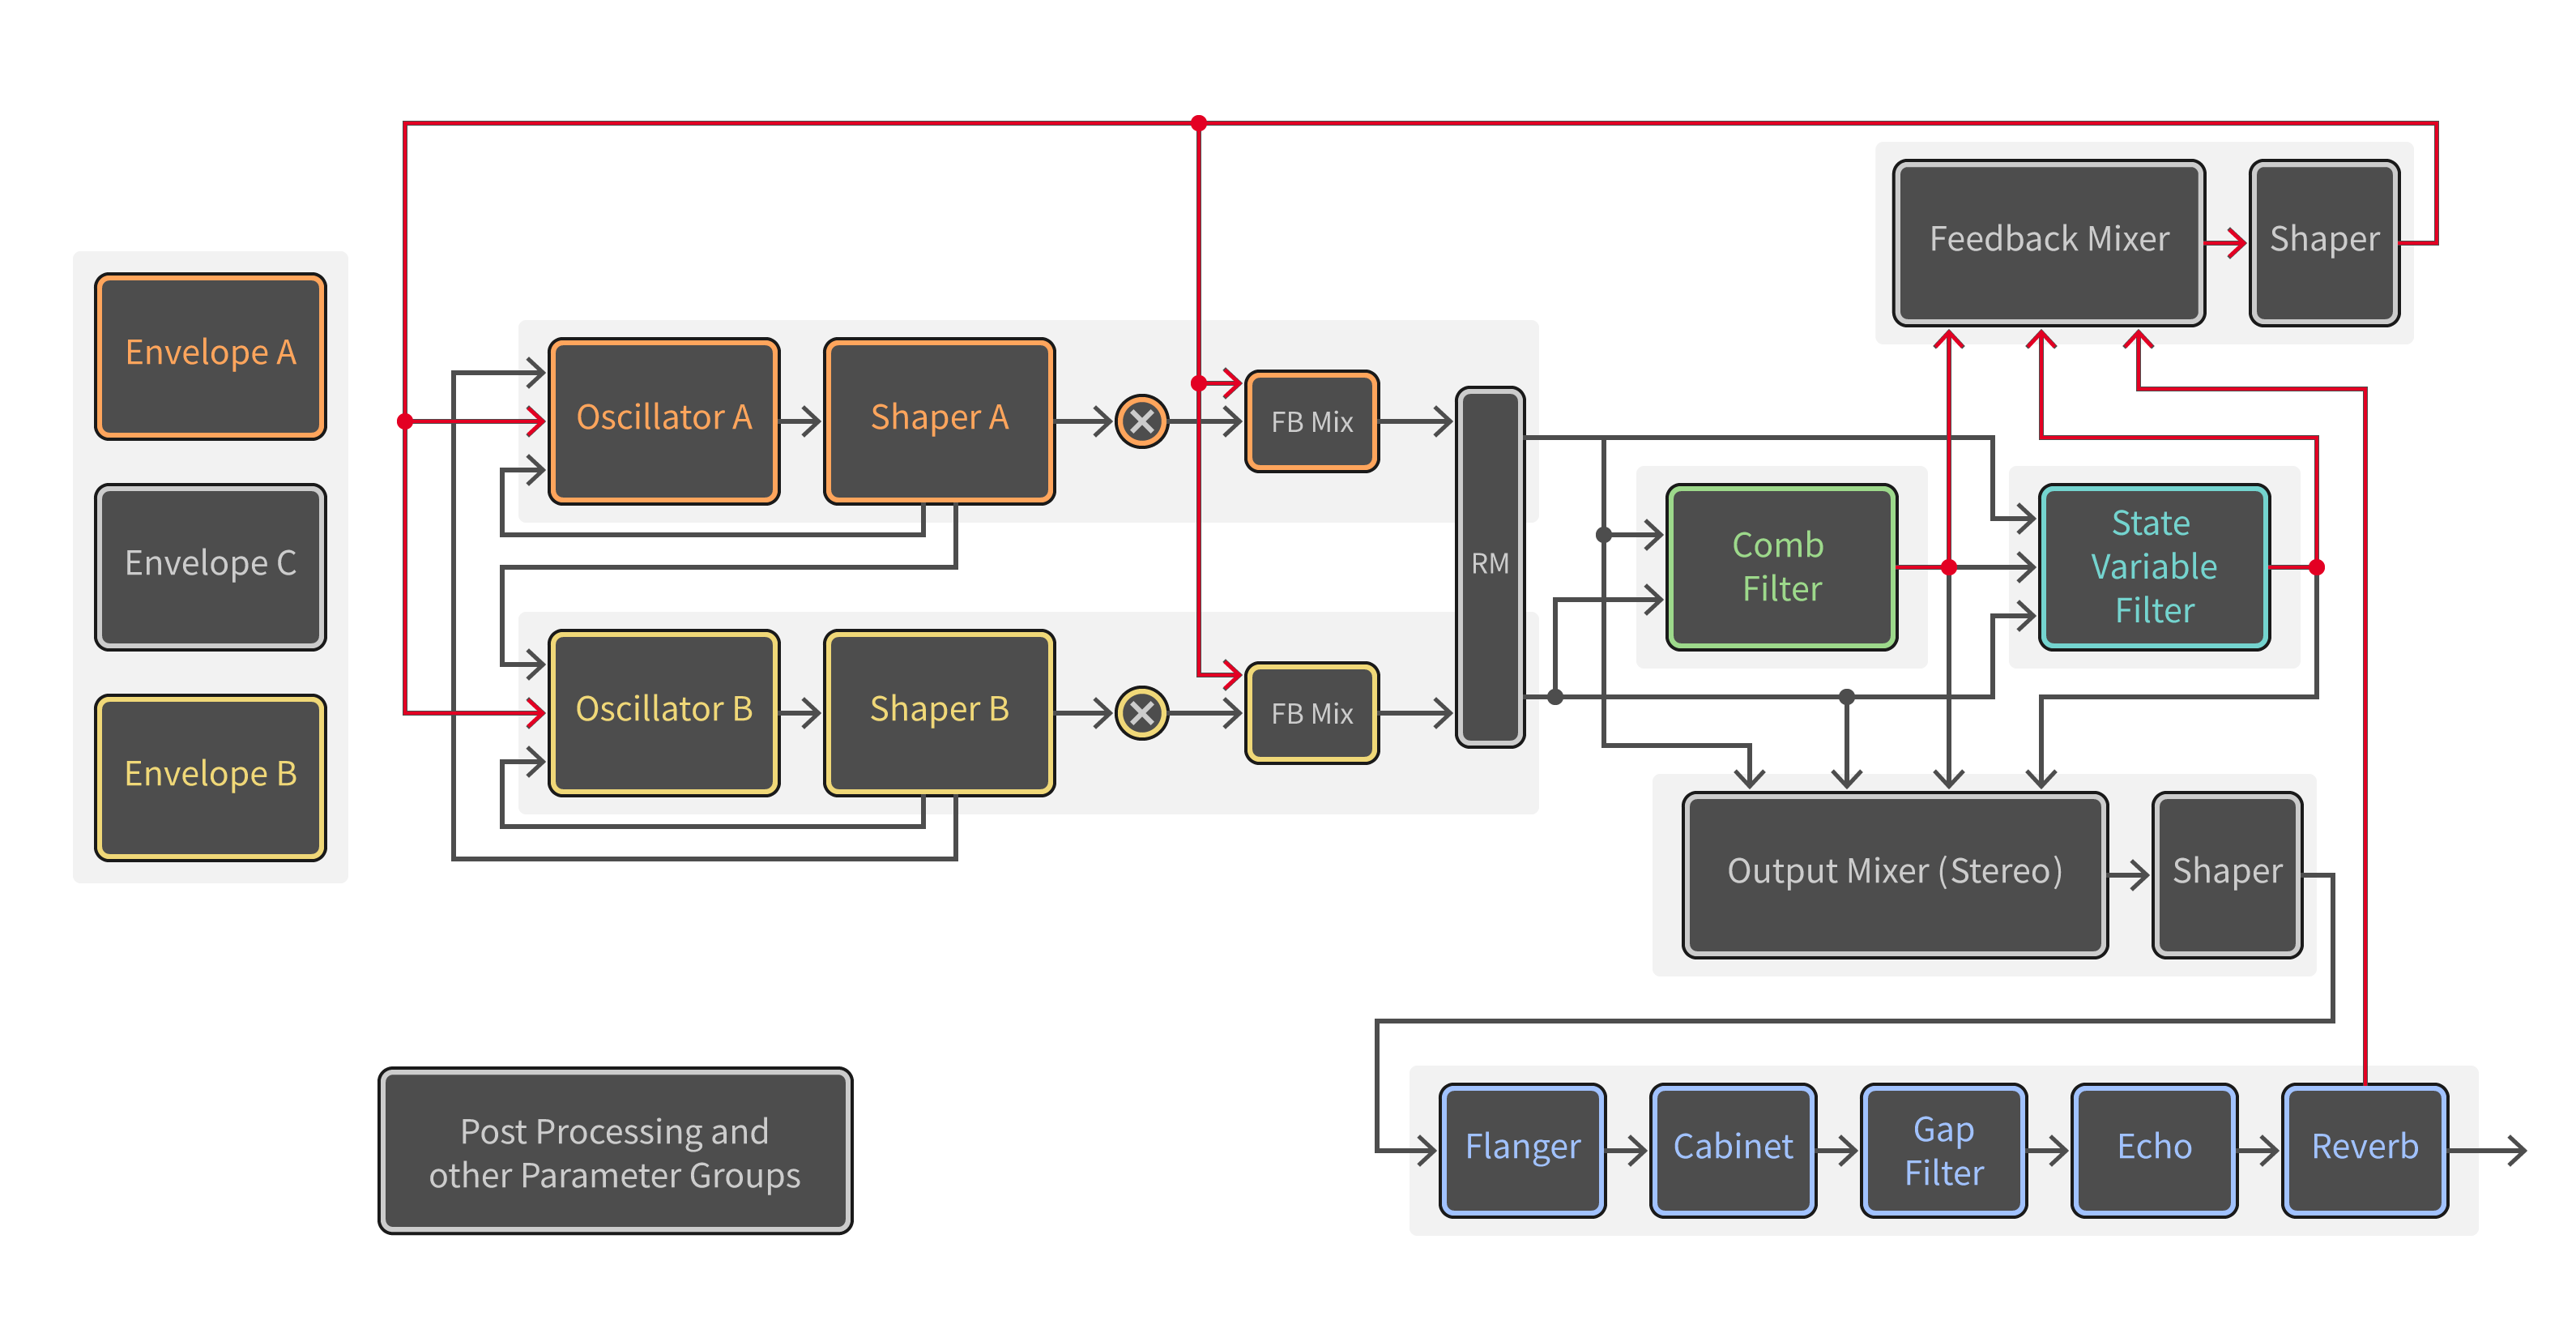 Feedback Mixer
Shaper
Envelope A
Oscillator A
Shaper A
FB Mix
Envelope C
RM
Comb
Filter
State
Variable
Filter
Envelope B
Oscillator B
Shaper B
FB Mix
Output Mixer (Stereo)
Shaper
Post Processing and
other Parameter Groups
Flanger
Cabinet
Gap
Filter
Echo
Reverb